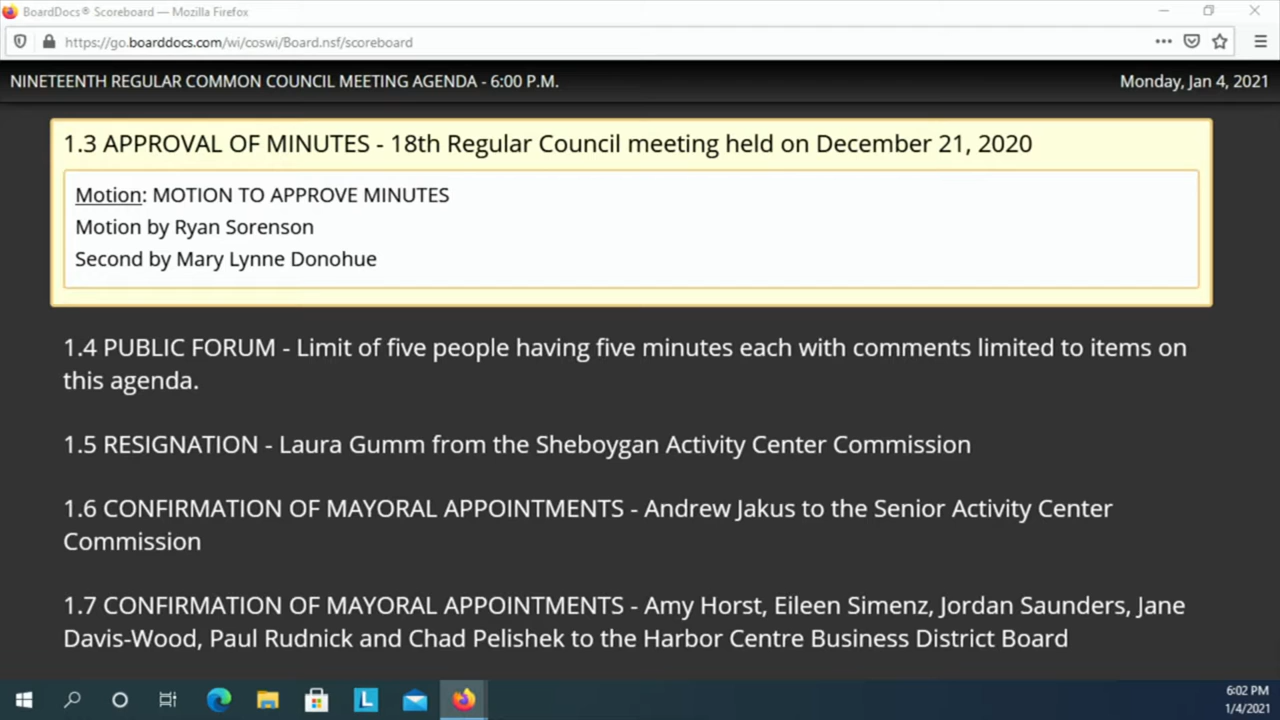 BoardDocs® Scoreboard — Mozilla Firefox
https://go.boarddocs.com/wi/coswi/Board.nsf/scoreboard
NINETEENTH REGULAR COMMON COUNCIL MEETING AGENDA - 6:00 P.M.
Monday, Jan 4, 2021
1.3 APPROVAL OF MINUTES - 18th Regular Council meeting held on December 21, 2020
Motion: MOTION TO APPROVE MINUTES
Motion by Ryan Sorenson
Second by Mary Lynne Donohue
1.4 PUBLIC FORUM - Limit of five people having five minutes each with comments limited to items on
this agenda.
1.5 RESIGNATION - Laura Gumm from the Sheboygan Activity Center Commission
1.6 CONFIRMATION OF MAYORAL APPOINTMENTS - Andrew Jakus to the Senior Activity Center
Commission
1.7 CONFIRMATION OF MAYORAL APPOINTMENTS - Amy Horst, Eileen Simenz, Jordan Saunders, Jane
Davis-Wood, Paul Rudnick and Chad Pelishek to the Harbor Centre Business District Board
L
6:02 PM
1/4/2021